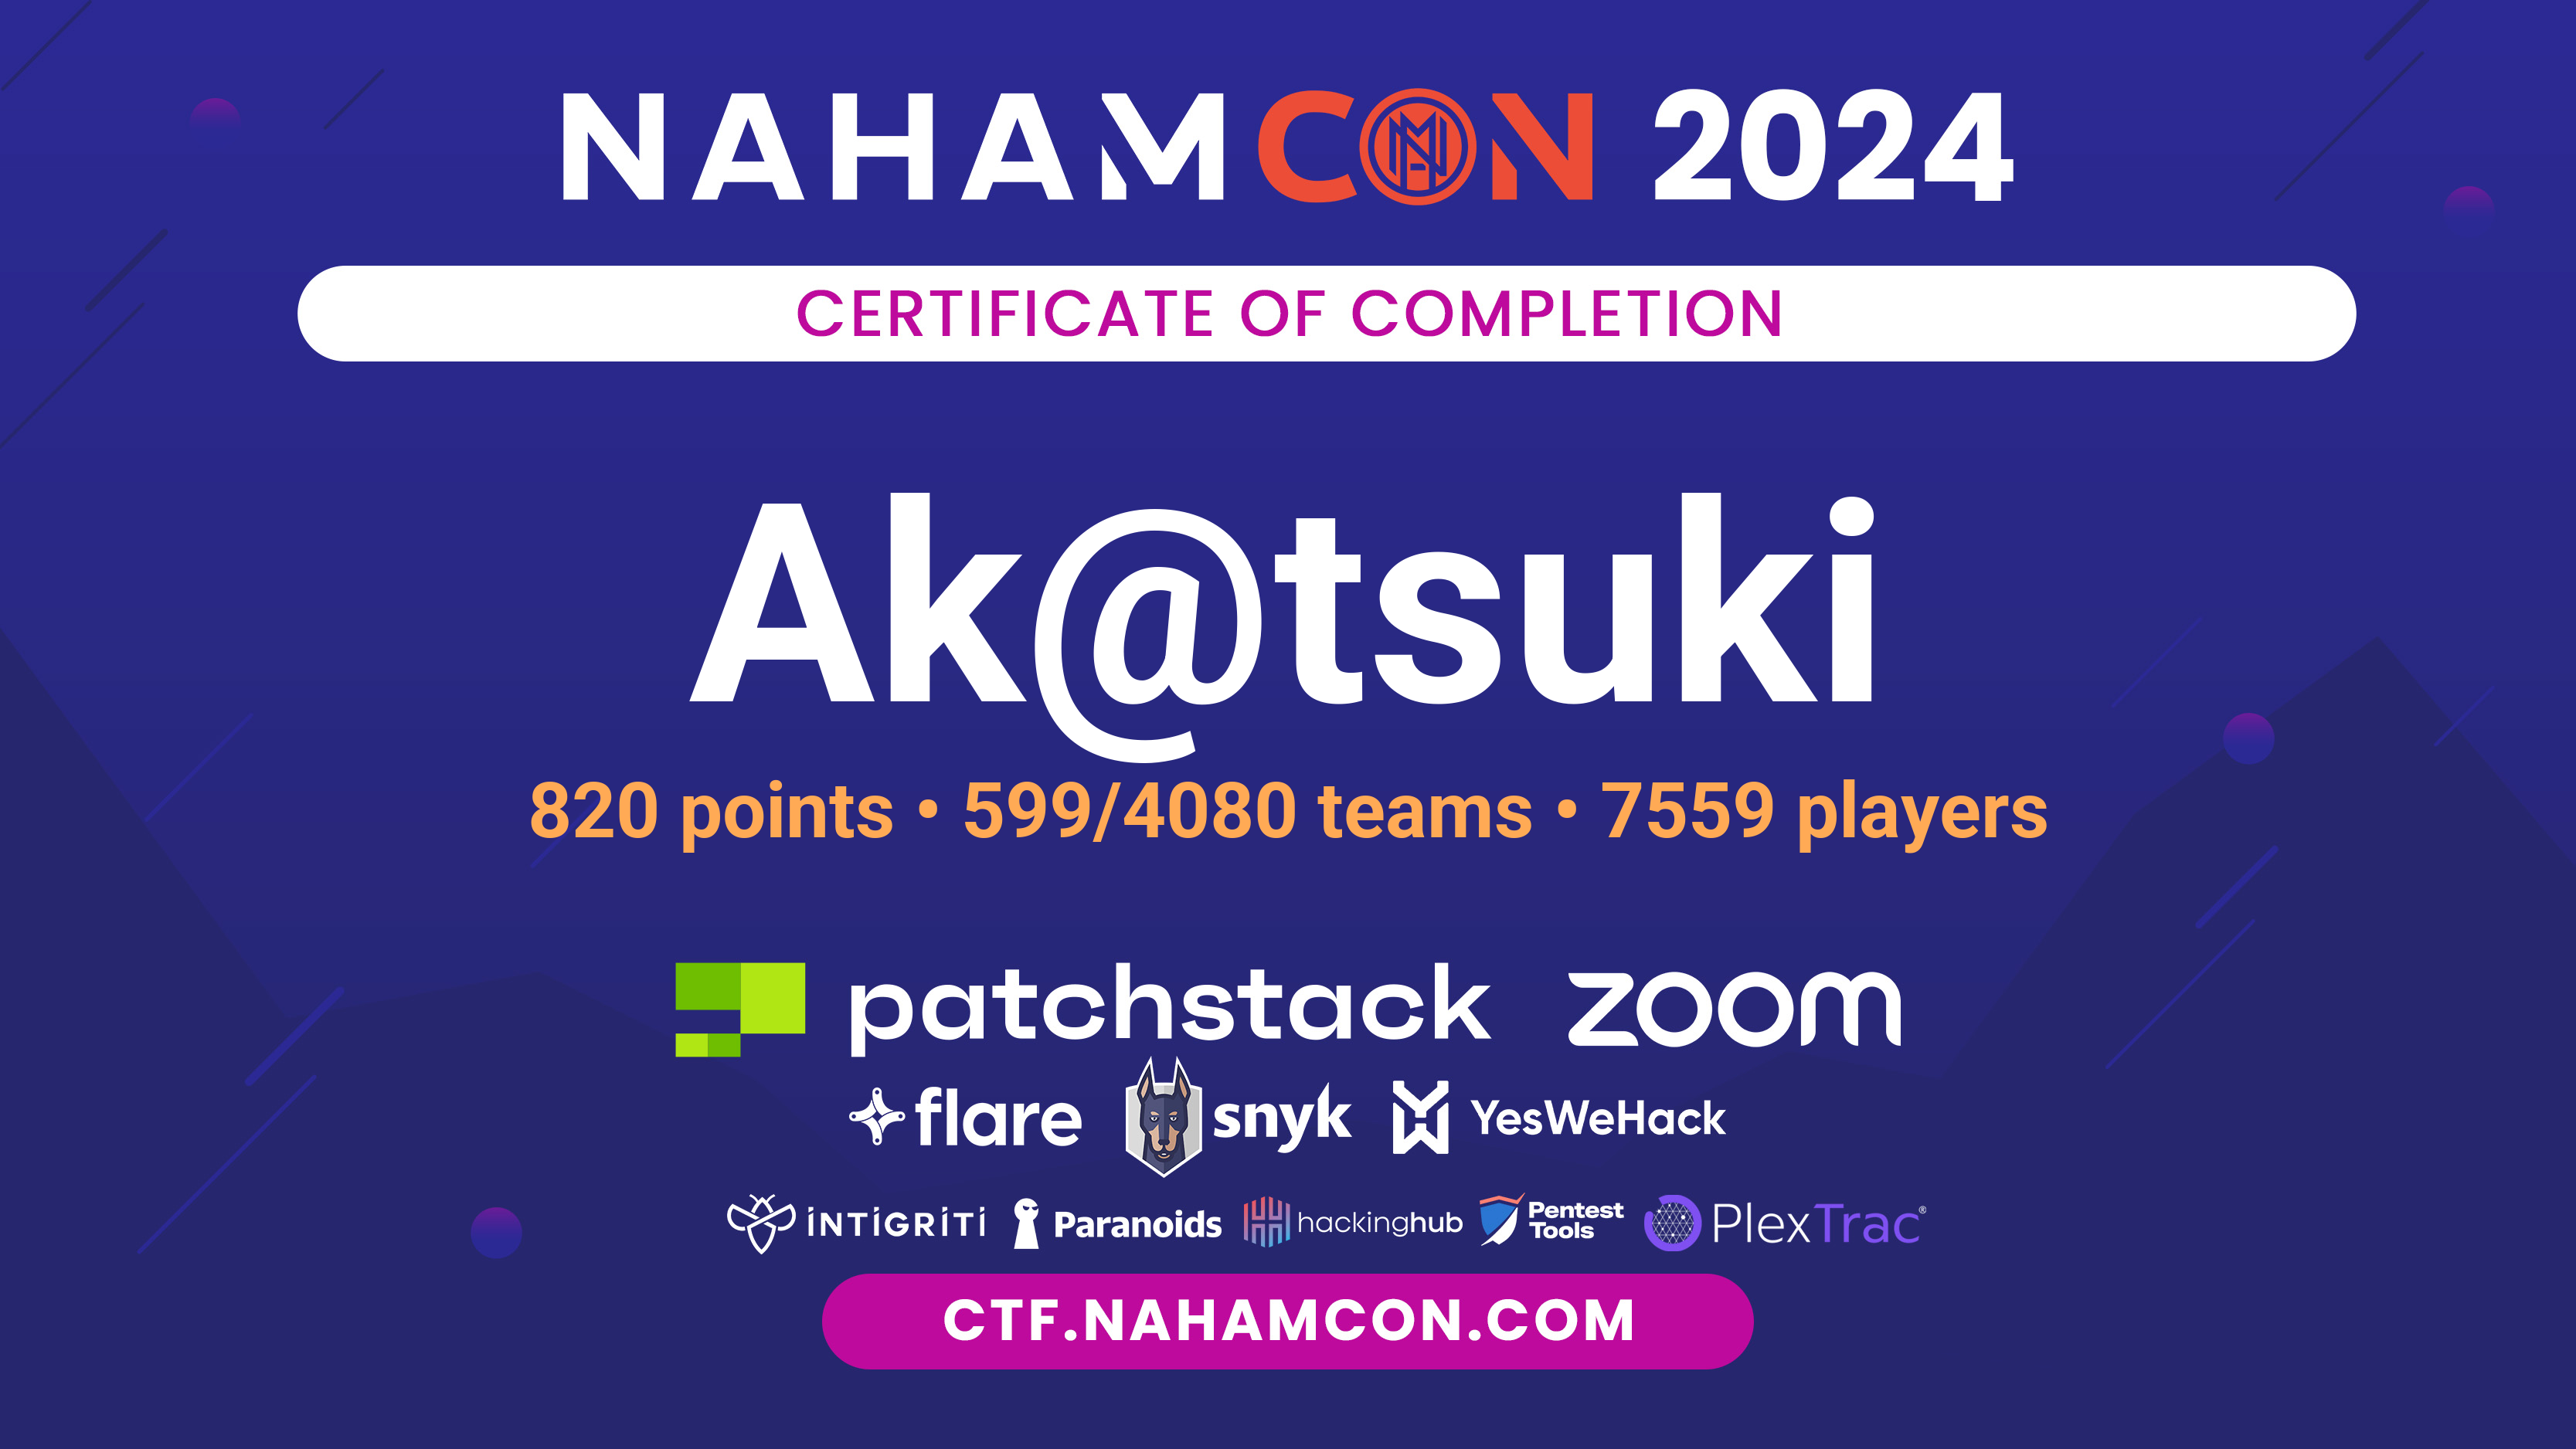 NAHAMCON 2024
CERTIFICATE OF COMPLETION
Ak@tsuki
820 points • 599/4080 teams • 7559 players
patchstack zoom
flare snyk YesWeHack
INTIGRITI Paranoids hackinghub Pentest Tools PlexTrac®
CTF.NAHAMCON.COM